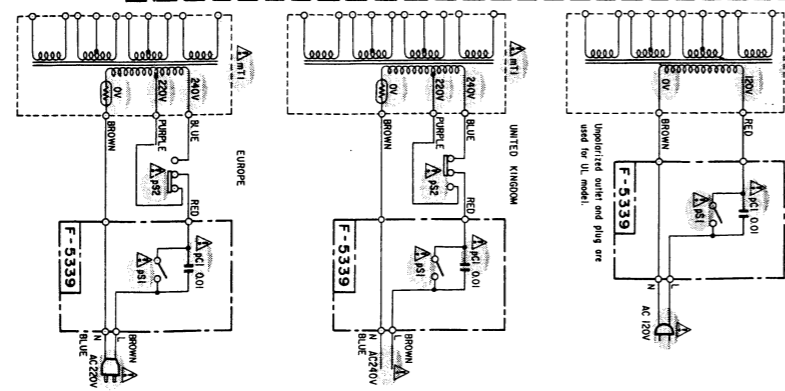 mT1
0V
220V
240V
BROWN
PURPLE
BLUE
EUROPE
pS2
RED
F-5339
pS1
pC1 0.01
N
L
BROWN
BLUE
AC220V
mT1
0V
220V
240V
BROWN
PURPLE
BLUE
UNITED KINGDOM
pS2
RED
F-5339
pS1
pC1 0.01
N
L
BROWN
BLUE
AC240V
0V
120V
BROWN
RED
Unpolarized outlet and plug are
used for UL model.
F-5339
pS1
pC1 0.01
N
L
AC 120V